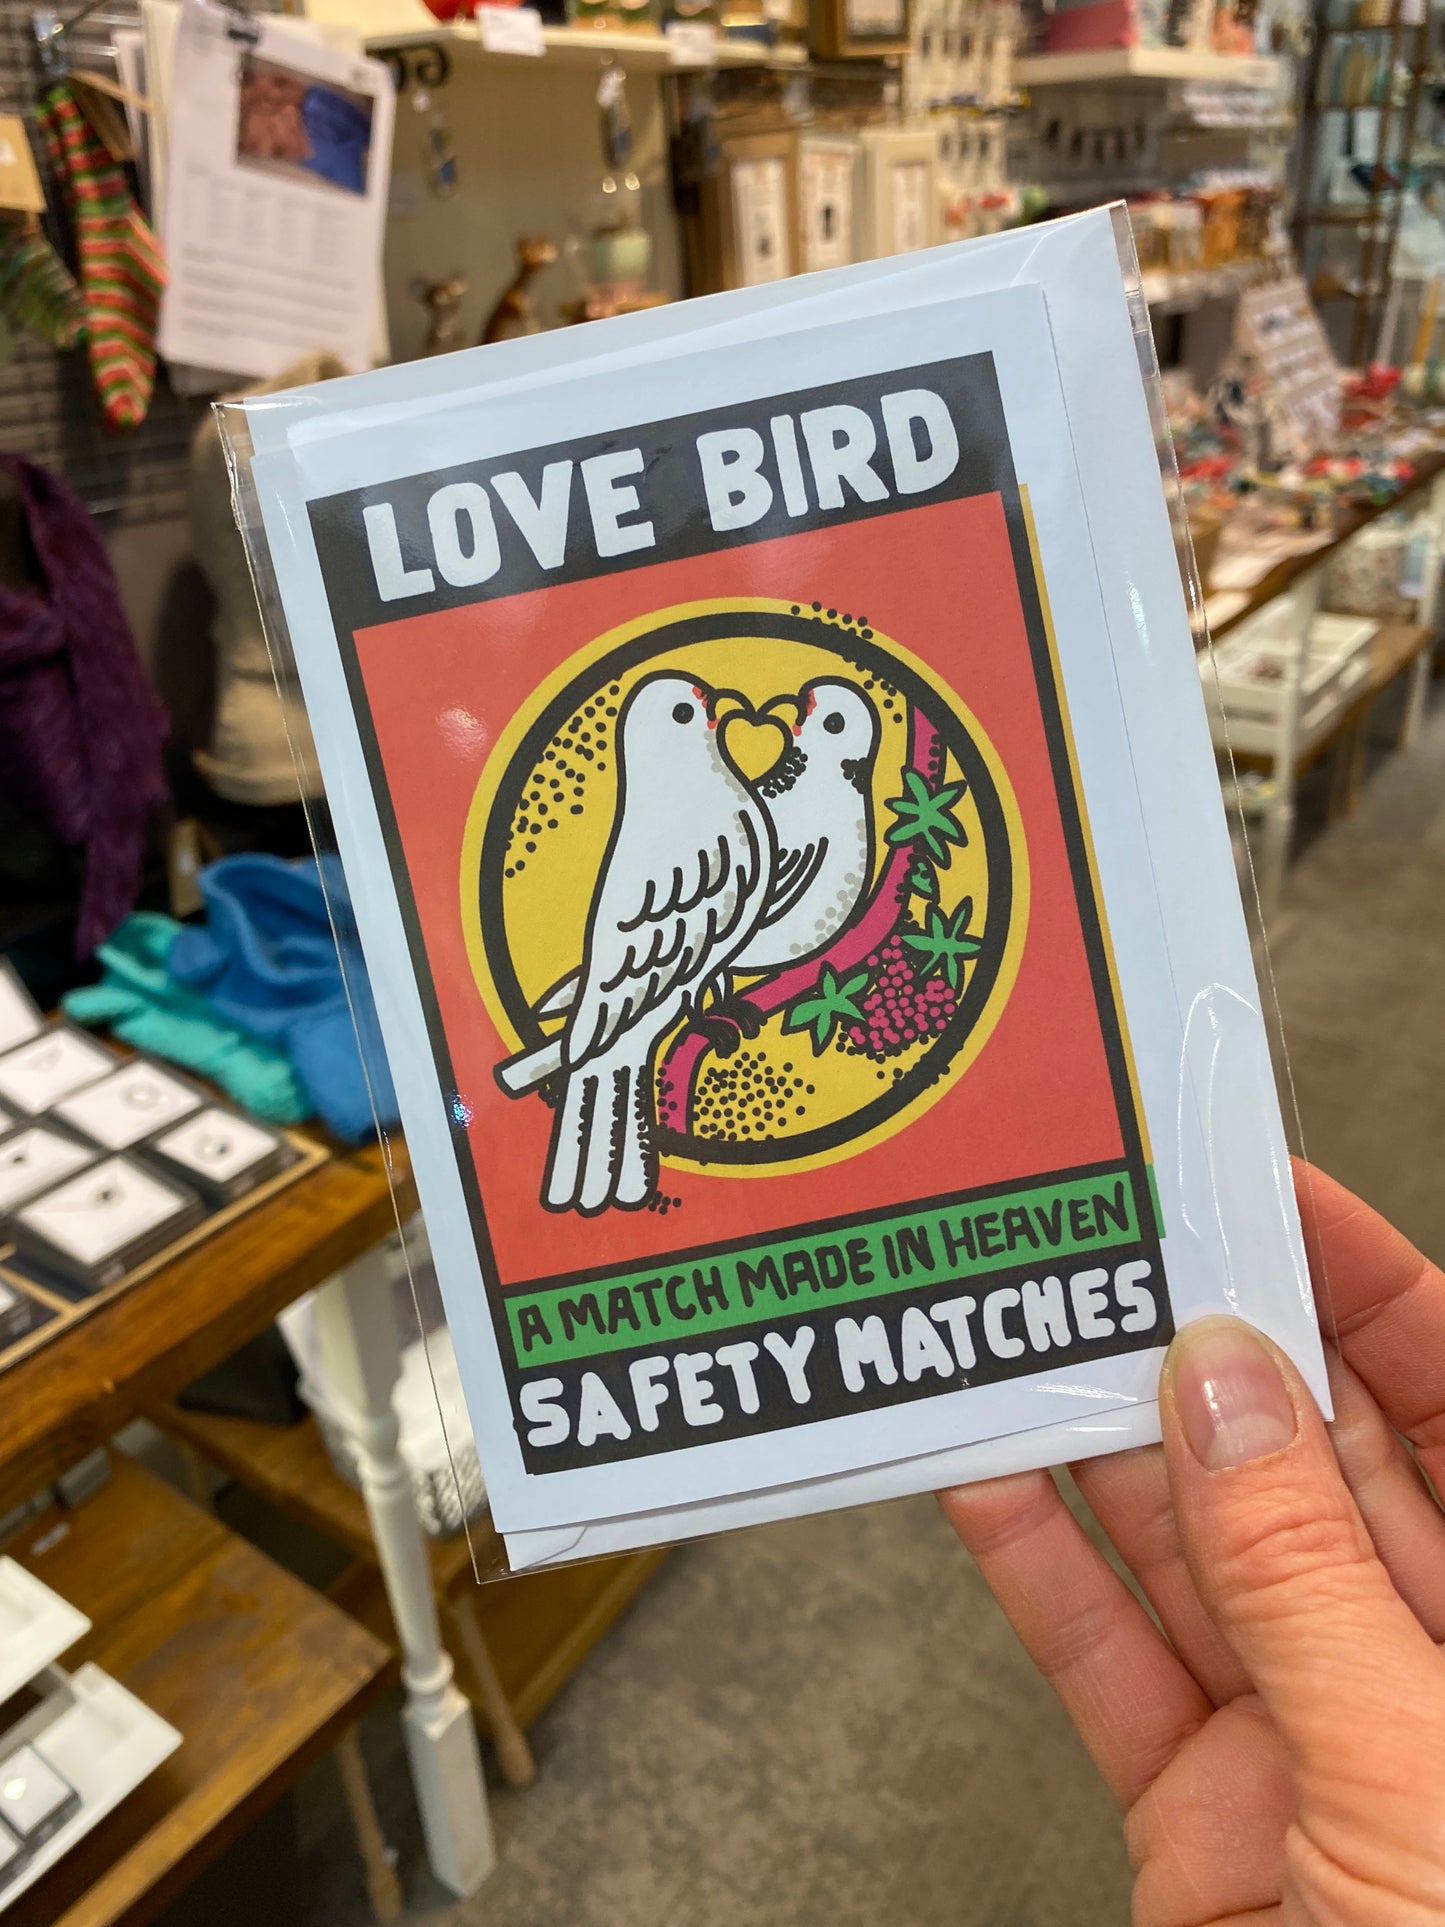 LOVE BIRD
A MATCH MADE IN HEAVEN
SAFETY MATCHES